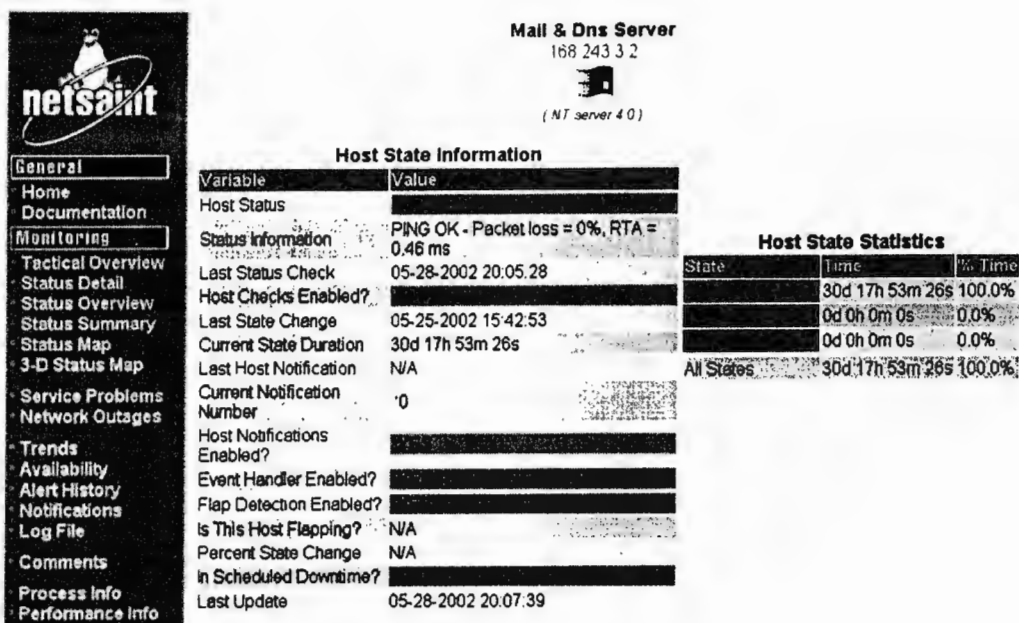 netsaint
General
Home
Documentation
Monitoring
Tactical Overview
Status Detail
Status Overview
Status Summary
Status Map
3-D Status Map
Service Problems
Network Outages
Trends
Availability
Alert History
Notifications
Log File
Comments
Process Info
Performance Info
Mail & Dns Server
168 243 3 2
( NT server 4 0 )
Host State Information
Variable Value
Host Status
Status Information PING OK - Packet loss = 0%, RTA = 0.46 ms
Last Status Check 05-28-2002 20:05.28
Host Checks Enabled?
Last State Change 05-25-2002 15:42:53
Current State Duration 30d 17h 53m 26s
Last Host Notification N/A
Current Notification Number '0
Host Notifications Enabled?
Event Handler Enabled?
Flap Detection Enabled?
Is This Host Flapping? N/A
Percent State Change N/A
In Scheduled Downtime?
Last Update 05-28-2002 20:07:39
Host State Statistics
State Time % Time
30d 17h 53m 26s 100.0%
0d 0h 0m 0s 0.0%
0d 0h 0m 0s 0.0%
All States 30d 17h 53m 26s 100.0%